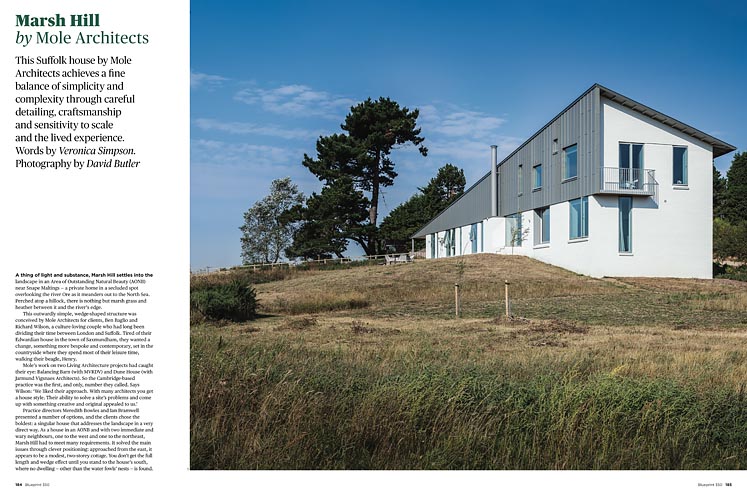 Marsh Hill
by Mole Architects
This Suffolk house by Mole
Architects achieves a fine
balance of simplicity and
complexity through careful
detailing, craftsmanship
and sensitivity to scale
and the lived experience.
Words by Veronica Simpson.
Photography by David Butler
A thing of light and substance, Marsh Hill settles into the
landscape in an Area of Outstanding Natural Beauty (AONB)
near Snape Maltings – a private home in a secluded spot
overlooking the river Ore as it meanders out to the North Sea.
Perched atop a hillock, there is nothing but marsh grass and
heather between it and the river's edge.
This outwardly simple, wedge-shaped structure was
conceived by Mole Architects for clients, Ben Baglio and
Richard Wilson, a culture-loving couple who had long been
dividing their time between London and Suffolk. Tired of their
Edwardian house in the town of Saxmundham, they wanted a
change, something more bespoke and contemporary, set in the
countryside where they spend most of their leisure time,
walking their beagle, Henry.
Mole's work on two Living Architecture projects had caught
their eye: Balancing Barn (with MVRDV) and Dune House (with
Jarmund Vigsnaes Architects). So the Cambridge-based
practice was the first, and only, number they called. Says
Wilson: 'We liked their approach. With many architects you get
a house style. Their ability to solve a site's problems and come
up with something creative and original appealed to us.'
Practice directors Meredith Bowles and Ian Bramwell
presented a number of options, and the clients chose the
boldest: a singular house that addresses the landscape in a very
direct way. As a house in an AONB and with two immediate and
wary neighbours, one to the west and one to the northeast,
Marsh Hill had to meet many requirements. It solved the main
issues through clever positioning: approached from the east, it
appears to be a modest, two-storey cottage. You don't get the full
length and wedge effect until you stand to the house's south,
where no dwelling – other than the water fowls' nests – is found.
184 Blueprint 350
Blueprint 350 185